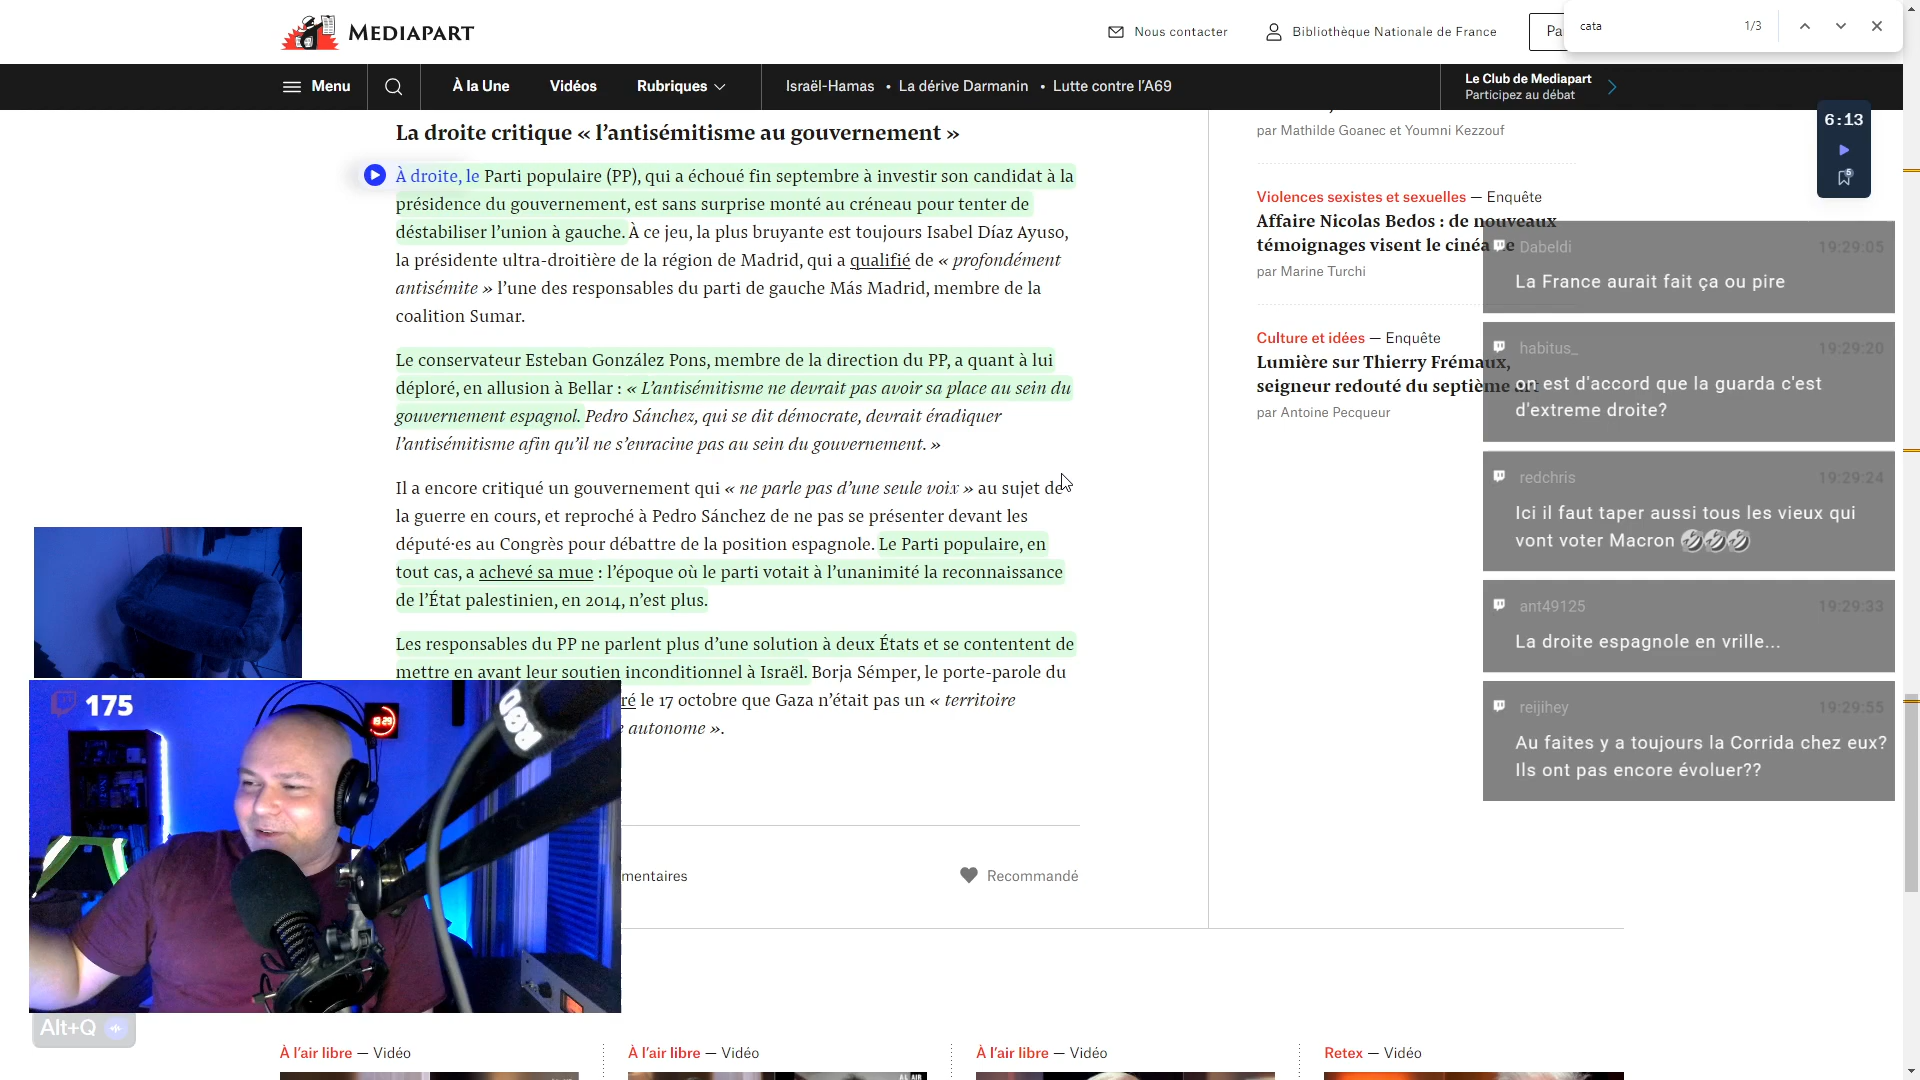 MEDIAPART
Nous contacter
Bibliothèque Nationale de France
Pa
cata
1/3
Menu
À la Une
Vidéos
Rubriques
Israël-Hamas • La dérive Darmanin • Lutte contre l'A69
Le Club de Mediapart
Participez au débat
6:13
La droite critique « l'antisémitisme au gouvernement »
À droite, le Parti populaire (PP), qui a échoué fin septembre à investir son candidat à la
présidence du gouvernement, est sans surprise monté au créneau pour tenter de
déstabiliser l'union à gauche. À ce jeu, la plus bruyante est toujours Isabel Díaz Ayuso,
la présidente ultra-droitière de la région de Madrid, qui a qualifié de « profondément
antisémite » l'une des responsables du parti de gauche Más Madrid, membre de la
coalition Sumar.
Le conservateur Esteban González Pons, membre de la direction du PP, a quant à lui
déploré, en allusion à Bellar : « L'antisémitisme ne devrait pas avoir sa place au sein du
gouvernement espagnol. Pedro Sánchez, qui se dit démocrate, devrait éradiquer
l'antisémitisme afin qu'il ne s'enracine pas au sein du gouvernement. »
Il a encore critiqué un gouvernement qui « ne parle pas d'une seule voix » au sujet de
la guerre en cours, et reproché à Pedro Sánchez de ne pas se présenter devant les
député·es au Congrès pour débattre de la position espagnole. Le Parti populaire, en
tout cas, a achevé sa mue : l'époque où le parti votait à l'unanimité la reconnaissance
de l'État palestinien, en 2014, n'est plus.
Les responsables du PP ne parlent plus d'une solution à deux États et se contentent de
mettre en avant leur soutien inconditionnel à Israël. Borja Sémper, le porte-parole du
ré le 17 octobre que Gaza n'était pas un « territoire
e autonome ».
mentaires
Recommandé
par Mathilde Goanec et Youmni Kezzouf
Violences sexistes et sexuelles — Enquête
Affaire Nicolas Bedos : de nouveaux
témoignages visent le cinéa e
par Marine Turchi
Culture et idées — Enquête
Lumière sur Thierry Frémaux,
seigneur redouté du septième art
par Antoine Pecqueur
Dabeldi 19:29:05
La France aurait fait ça ou pire
habitus_ 19:29:20
on est d'accord que la guarda c'est
d'extreme droite?
redchris 19:29:24
Ici il faut taper aussi tous les vieux qui
vont voter Macron 🤣🤣🤣
ant49125 19:29:33
La droite espagnole en vrille...
reijihey 19:29:55
Au faites y a toujours la Corrida chez eux?
Ils ont pas encore évoluer??
175
19:29
Alt+Q
À l'air libre — Vidéo
À l'air libre — Vidéo
À l'air libre — Vidéo
Retex — Vidéo